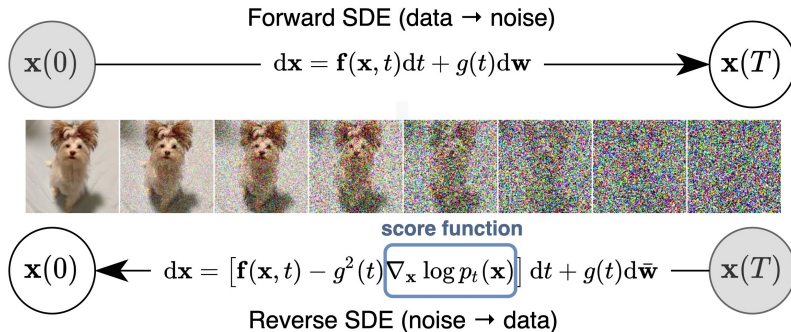 Forward SDE (data → noise)
x(0) dx = f(x, t)dt + g(t)dw x(T)
score function
x(0) dx = [f(x, t) − g²(t)∇ₓ log pₜ(x)] dt + g(t)dw̄ x(T)
Reverse SDE (noise → data)